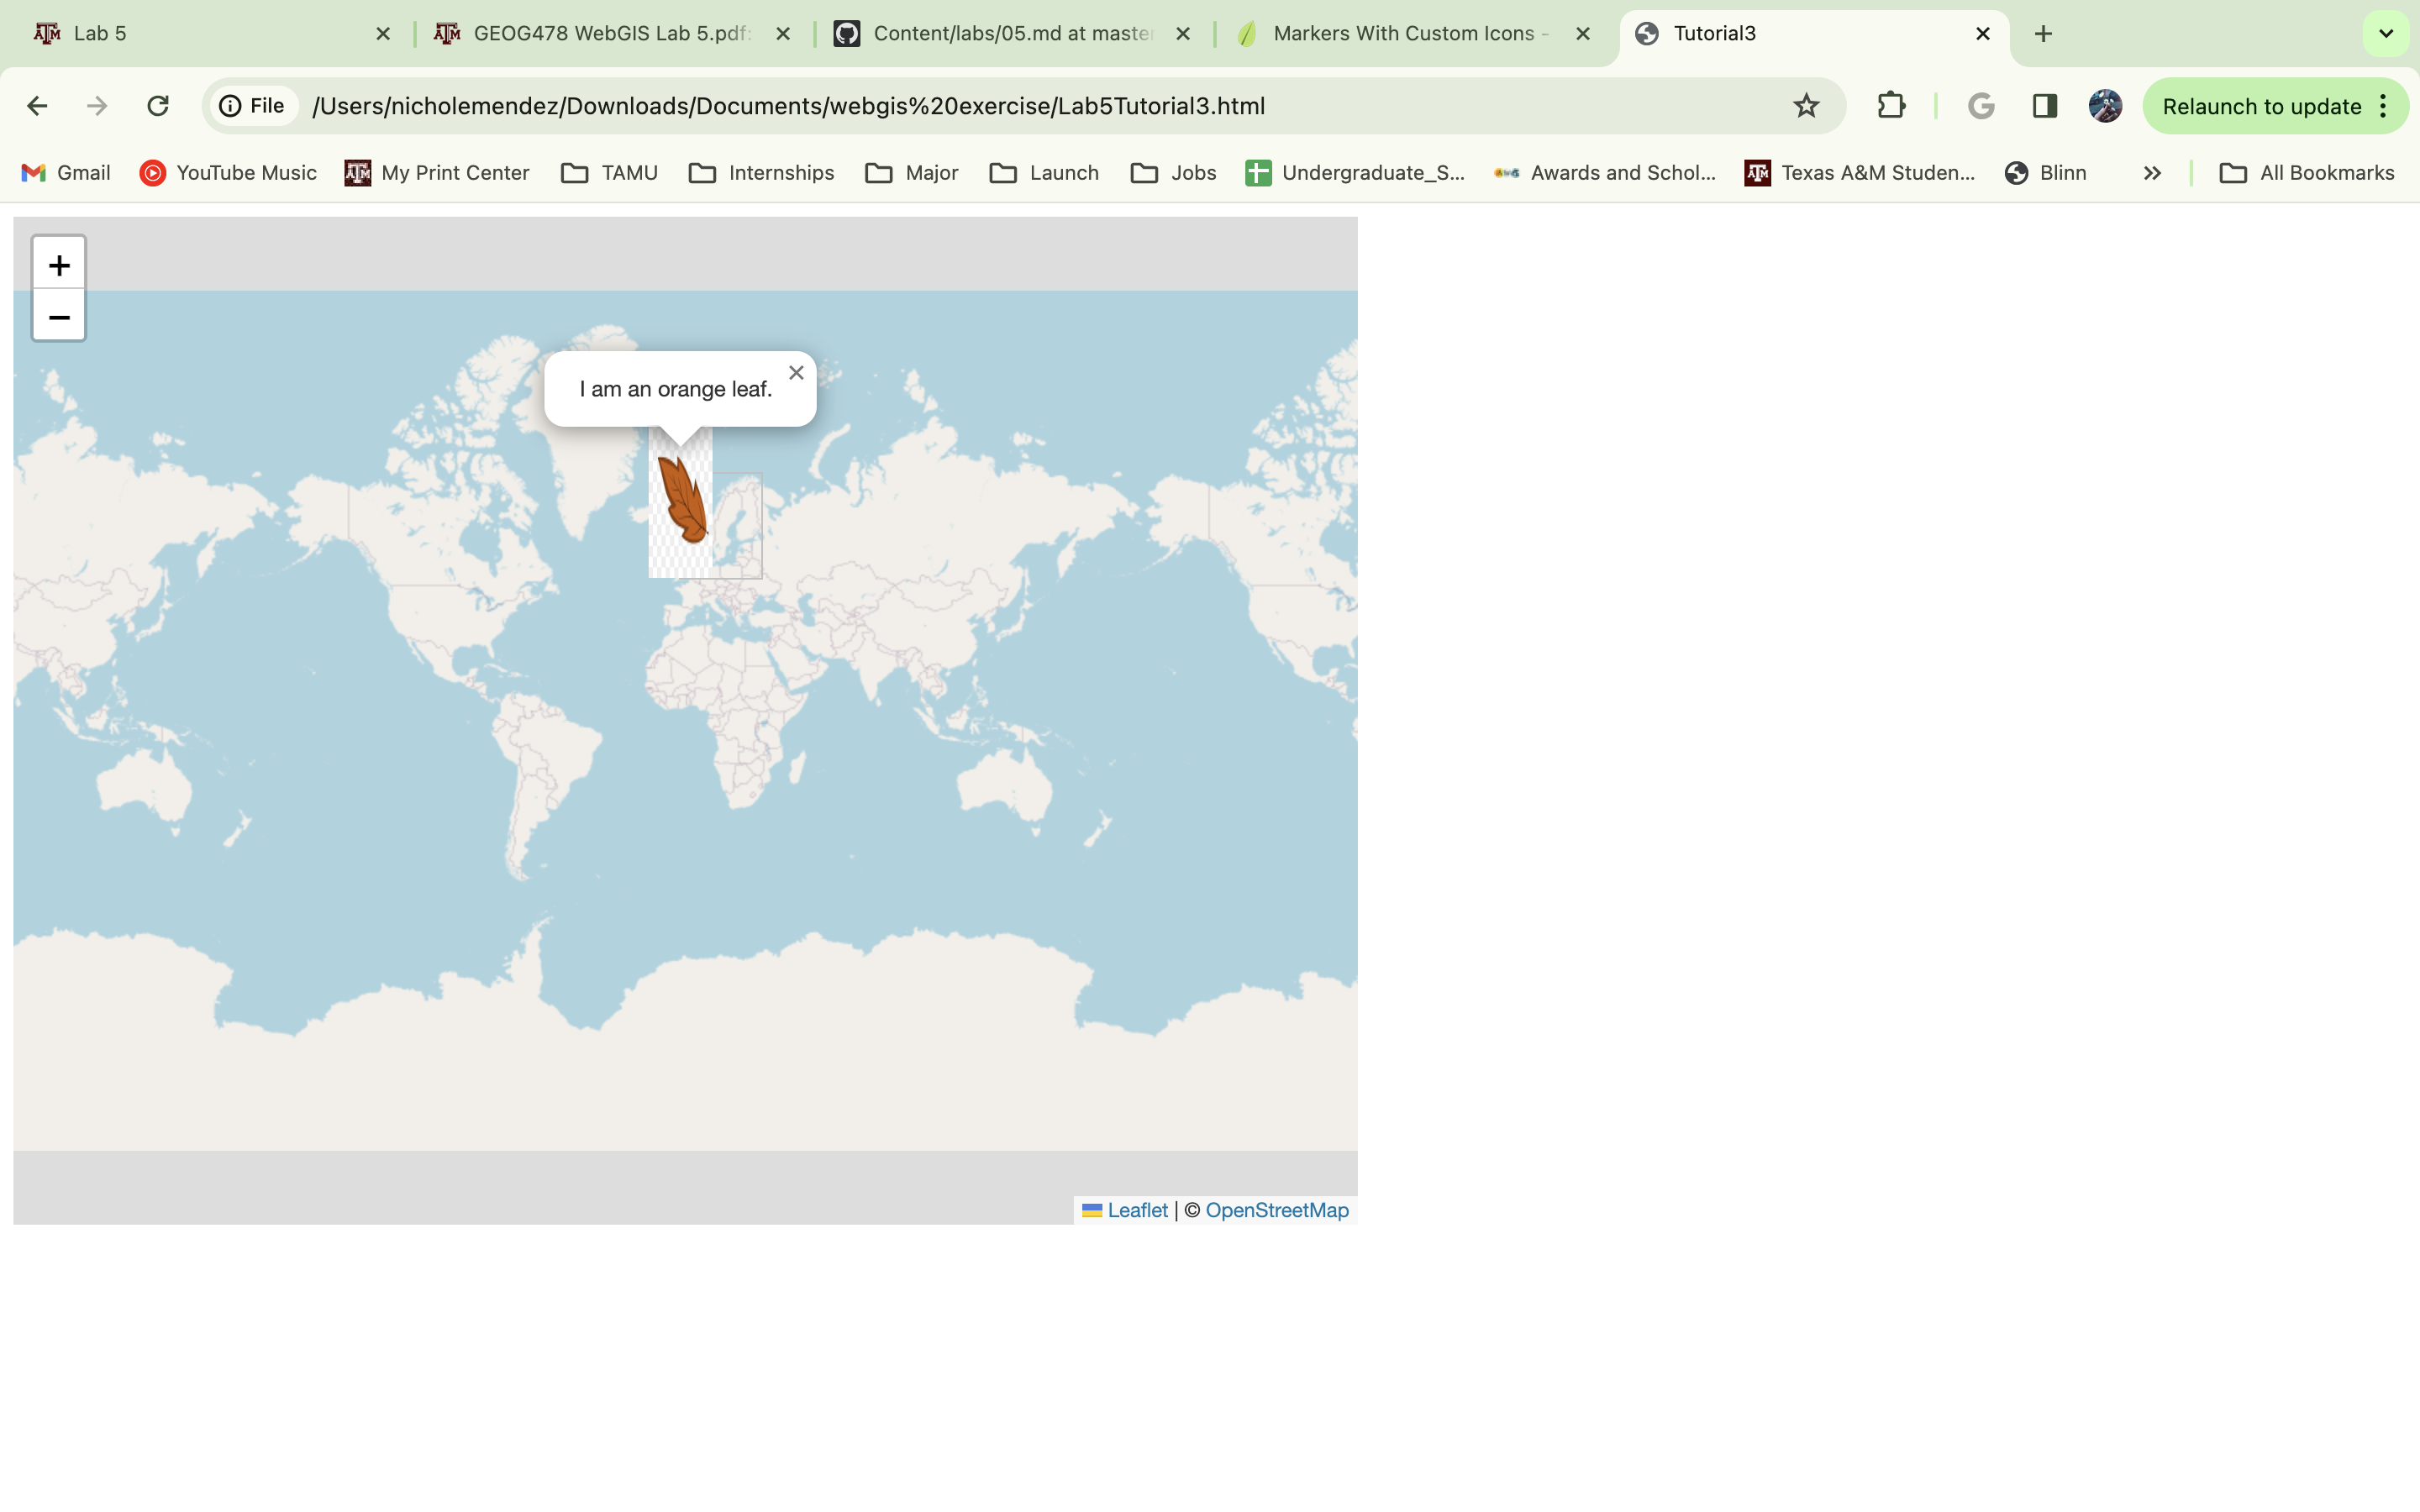 Lab 5
GEOG478 WebGIS Lab 5.pdf:
Content/labs/05.md at master
Markers With Custom Icons -
Tutorial3
File
/Users/nicholemendez/Downloads/Documents/webgis%20exercise/Lab5Tutorial3.html
G
Relaunch to update
Gmail
YouTube Music
My Print Center
TAMU
Internships
Major
Launch
Jobs
Undergraduate_S...
Awards and Schol...
Texas A&M Studen...
Blinn
All Bookmarks
+
−
I am an orange leaf.
Leaflet | © OpenStreetMap